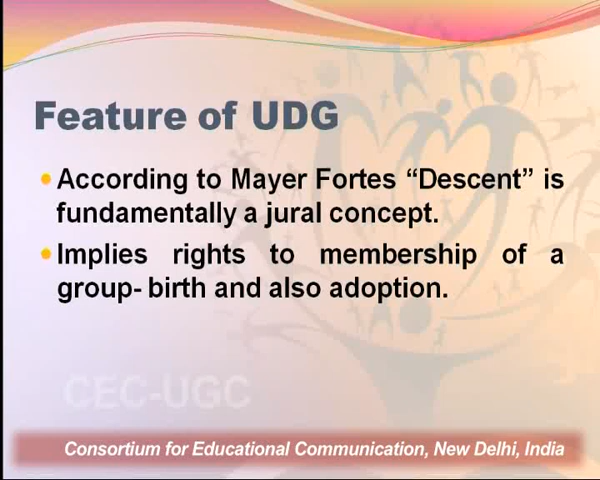 Feature of UDG
According to Mayer Fortes “Descent” is
fundamentally a jural concept.
Implies rights to membership of a
group- birth and also adoption.
CEC-UGC
Consortium for Educational Communication, New Delhi, India